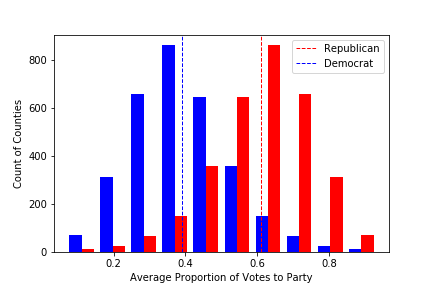 Republican
Democrat
800
600
400
200
0
Count of Counties
0.2
0.4
0.6
0.8
Average Proportion of Votes to Party